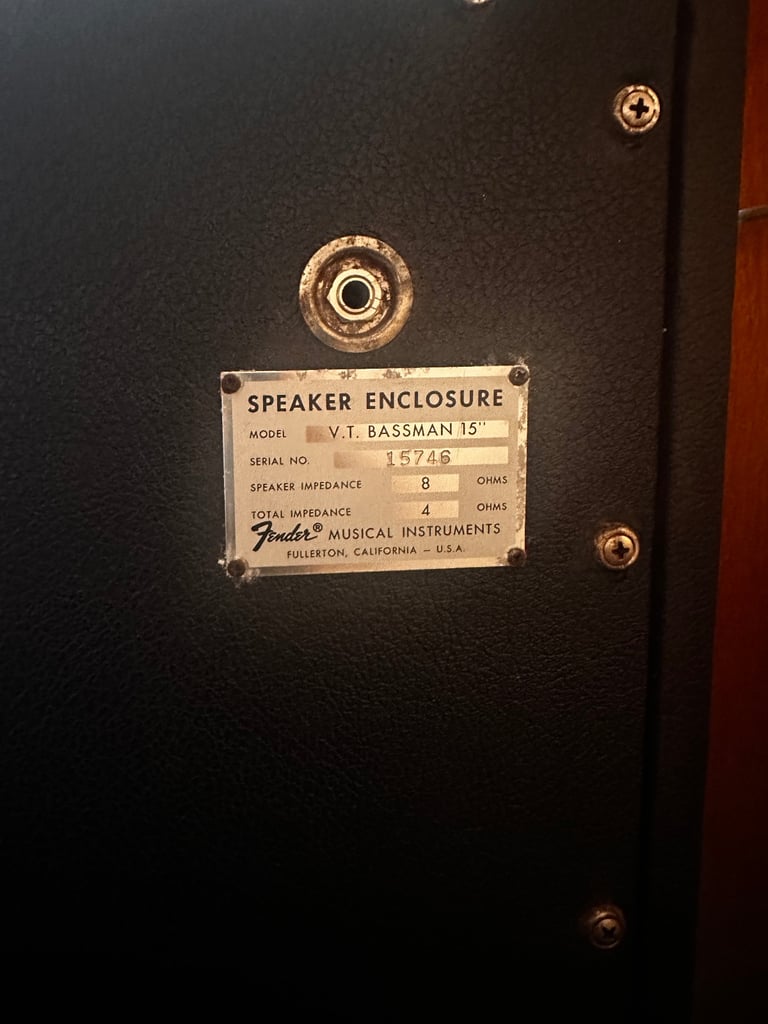 SPEAKER ENCLOSURE
MODEL V.T. BASSMAN 15"
SERIAL NO. 15746
SPEAKER IMPEDANCE 8 OHMS
TOTAL IMPEDANCE 4 OHMS
Fender® MUSICAL INSTRUMENTS
FULLERTON, CALIFORNIA – U.S.A.